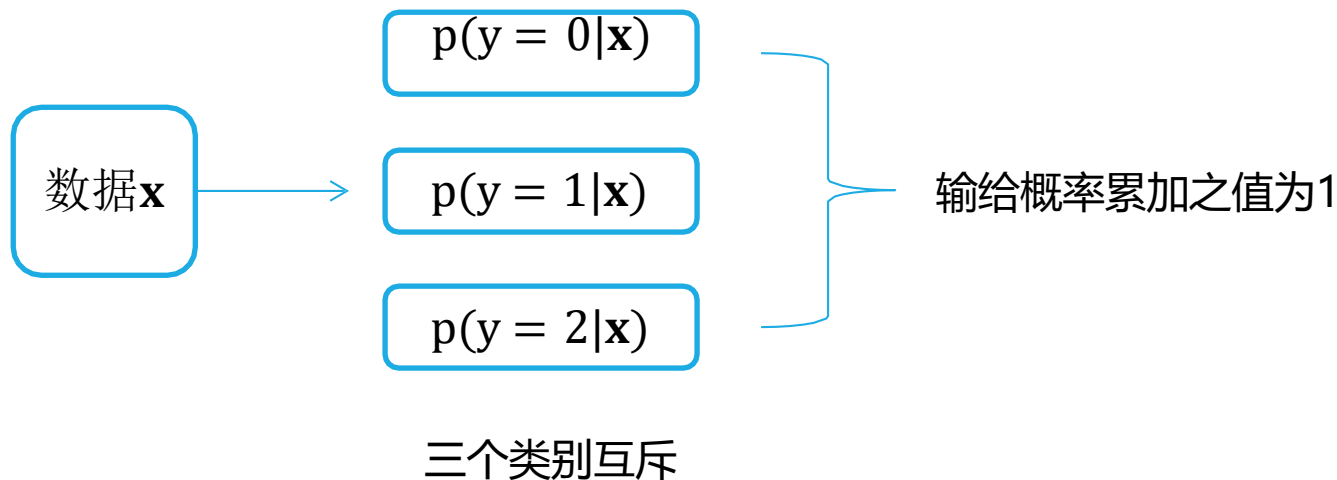 p(y = 0|x)
数据x
p(y = 1|x)
输给概率累加之值为1
p(y = 2|x)
三个类别互斥